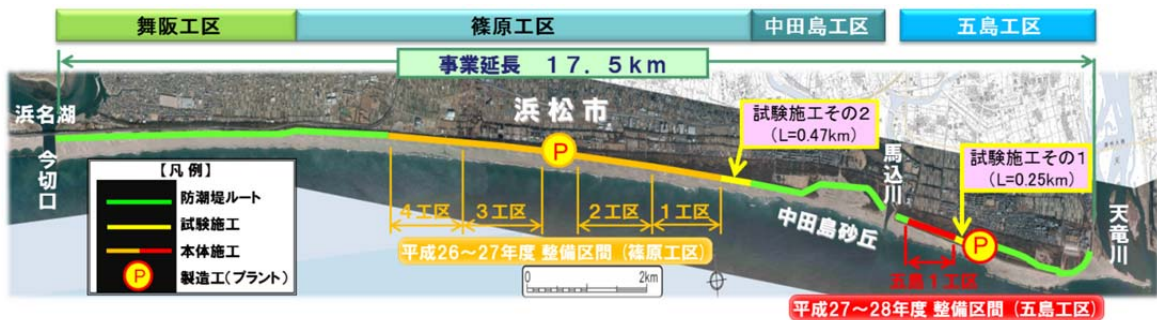 舞阪工区
篠原工区
中田島工区
五島工区
事業延長 17.5km
浜名湖
浜松市
試験施工その2
(L=0.47km)
馬込川
試験施工その1
(L=0.25km)
今切口
【凡例】
防潮堤ルート
試験施工
本体施工
P
製造工(プラント)
P
4工区
3工区
2工区
1工区
中田島砂丘
P
天竜川
平成26~27年度 整備区間 (篠原工区)
五島1工区
0
2km
平成27~28年度 整備区間 (五島工区)